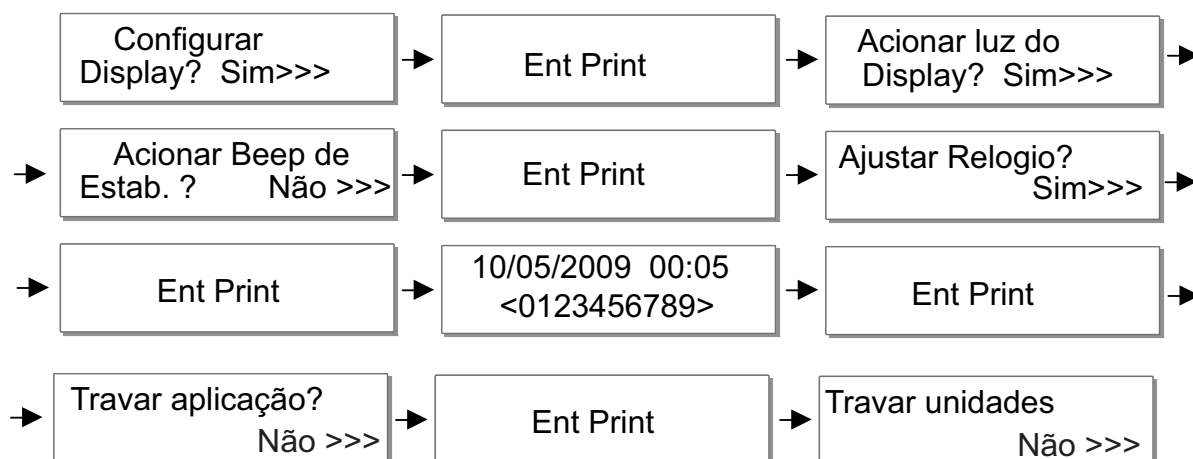 Configurar
Display? Sim>>>
Ent Print
Acionar luz do
Display? Sim>>>
Acionar Beep de
Estab. ? Não >>>
Ent Print
Ajustar Relogio?
Sim>>>
Ent Print
10/05/2009 00:05
<0123456789>
Ent Print
Travar aplicação?
Não >>>
Ent Print
Travar unidades
Não >>>